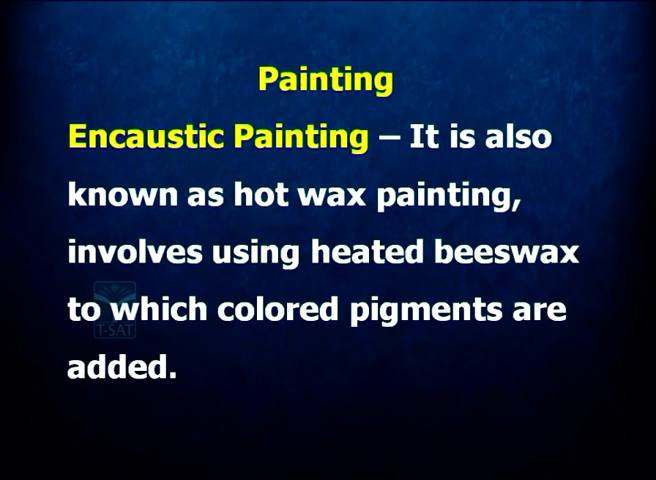 Painting
Encaustic Painting – It is also
known as hot wax painting,
involves using heated beeswax
to which colored pigments are
added.
T-SAT